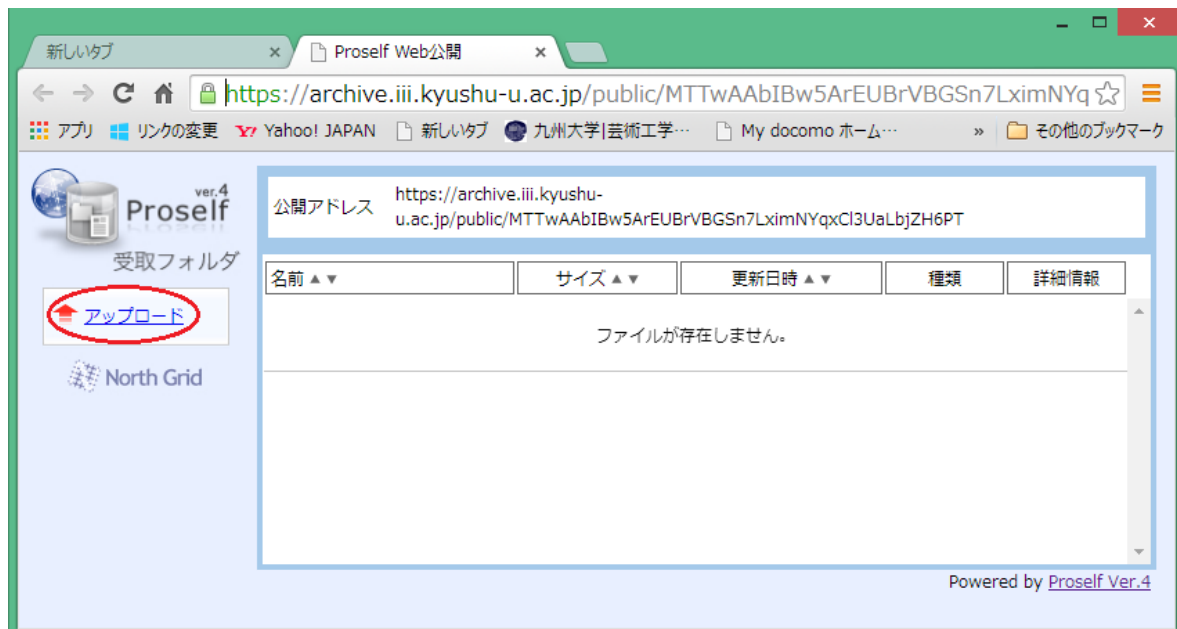 新しいタブ
Proself Web公開
https://archive.iii.kyushu-u.ac.jp/public/MTTwAAbIBw5ArEUBrVBGSn7LximNYq
アプリ リンクの変更 Yahoo! JAPAN 新しいタブ 九州大学|芸術工学… My docomo ホーム… » その他のブックマーク
ver.4
Proself
受取フォルダ
アップロード
North Grid
公開アドレス
https://archive.iii.kyushu-
u.ac.jp/public/MTTwAAbIBw5ArEUBrVBGSn7LximNYqxCl3UaLbjZH6PT
名前▲▼ サイズ▲▼ 更新日時▲▼ 種類 詳細情報
ファイルが存在しません。
Powered by Proself Ver.4